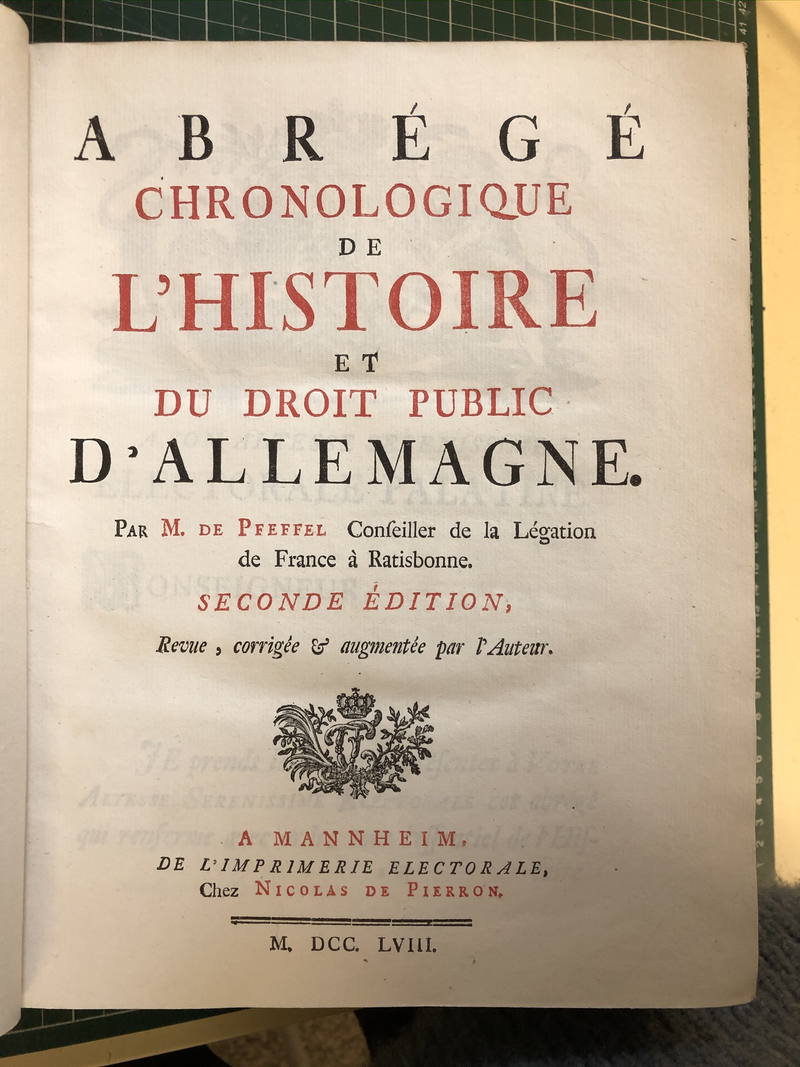 ABRÉGÉ
CHRONOLOGIQUE
DE
L'HISTOIRE
ET
DU DROIT PUBLIC
D'ALLEMAGNE.
PAR M. DE PFEFFEL Conſeiller de la Légation
de France à Ratisbonne.
SECONDE ÉDITION,
Revue, corrigée & augmentée par l'Auteur.
A MANNHEIM,
DE L'IMPRIMERIE ELECTORALE,
Chez NICOLAS DE PIERRON.
M. DCC. LVIII.